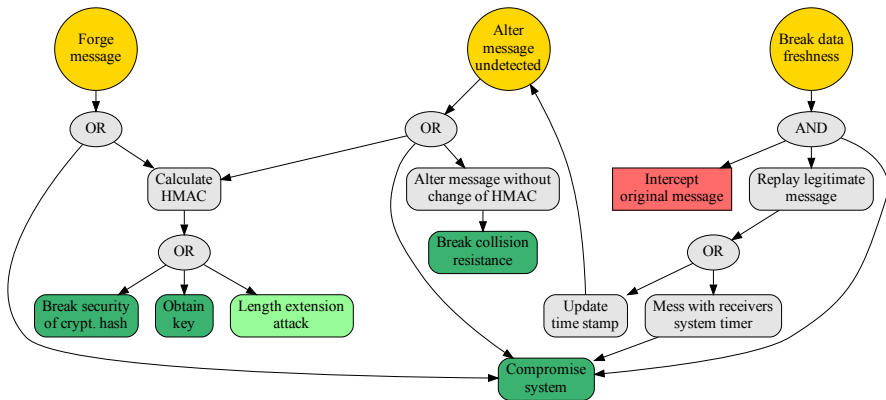 Forge
message
Alter
message
undetected
Break data
freshness
OR
OR
AND
Calculate
HMAC
Alter message without
change of HMAC
Intercept
original message
Replay legitimate
message
OR
Break collision
resistance
OR
Break security
of crypt. hash
Obtain
key
Length extension
attack
Update
time stamp
Mess with receivers
system timer
Compromise
system